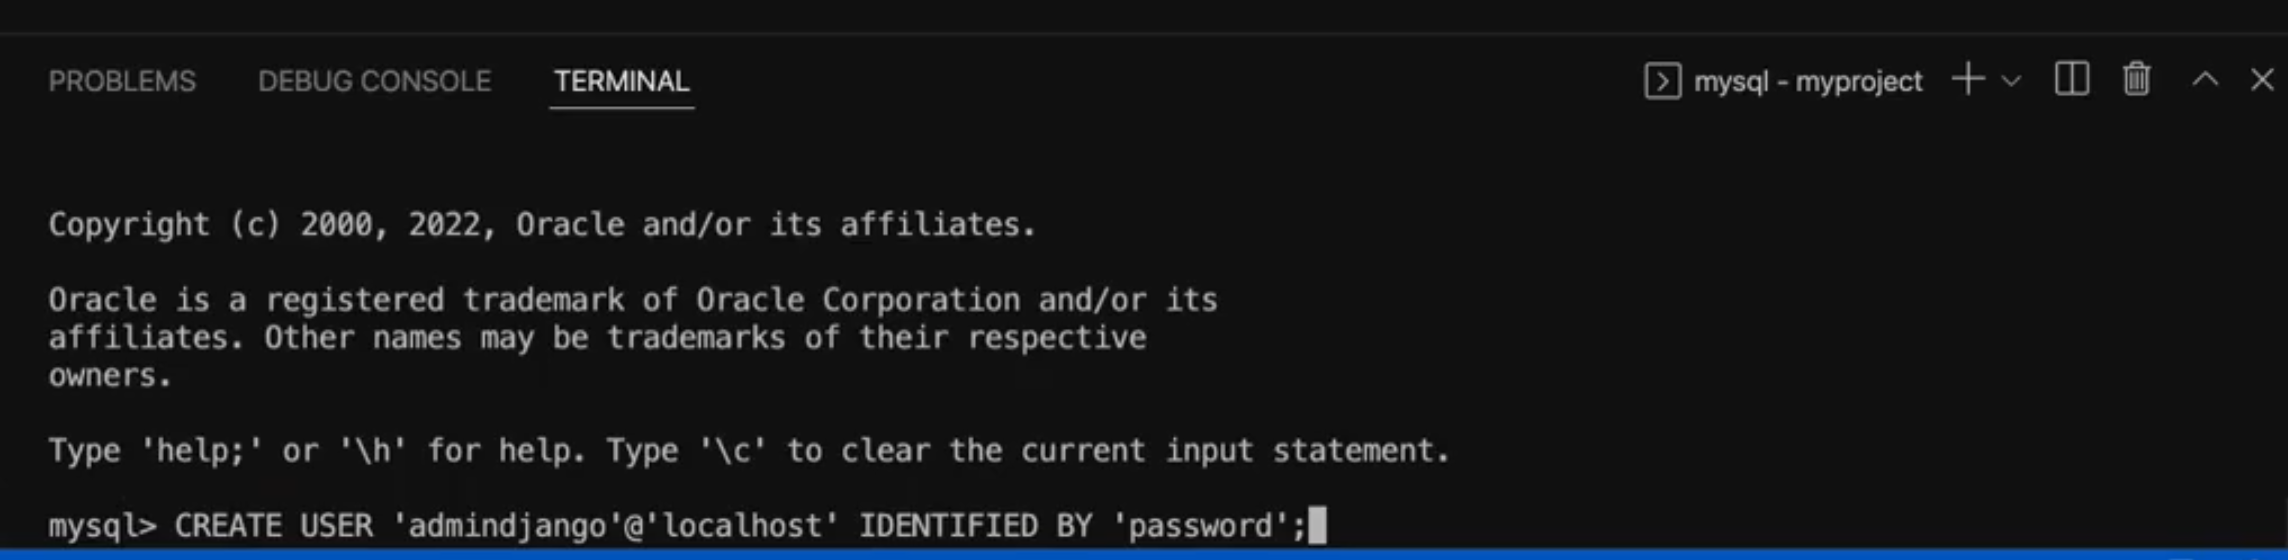 PROBLEMS DEBUG CONSOLE TERMINAL mysql - myproject
Copyright (c) 2000, 2022, Oracle and/or its affiliates.
Oracle is a registered trademark of Oracle Corporation and/or its
affiliates. Other names may be trademarks of their respective
owners.
Type 'help;' or '\h' for help. Type '\c' to clear the current input statement.
mysql> CREATE USER 'admindjango'@'localhost' IDENTIFIED BY 'password';